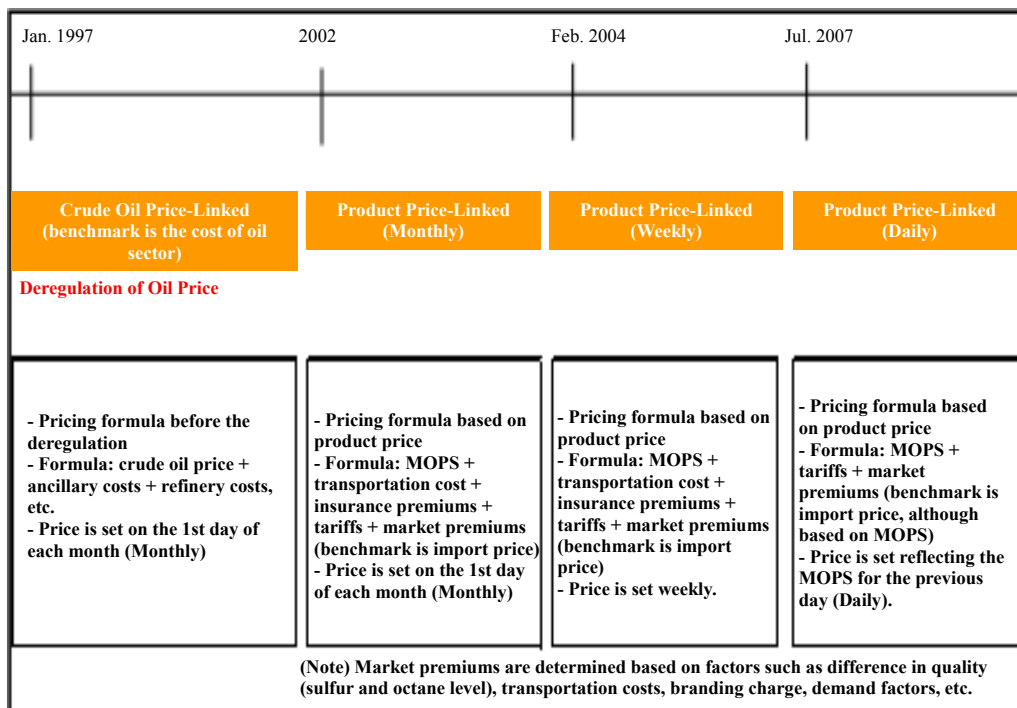 Jan. 1997
2002
Feb. 2004
Jul. 2007
Crude Oil Price-Linked
(benchmark is the cost of oil
sector)
Product Price-Linked
(Monthly)
Product Price-Linked
(Weekly)
Product Price-Linked
(Daily)
Deregulation of Oil Price
- Pricing formula before the
deregulation
- Formula: crude oil price +
ancillary costs + refinery costs,
etc.
- Price is set on the 1st day of
each month (Monthly)
- Pricing formula based on
product price
- Formula: MOPS +
transportation cost +
insurance premiums +
tariffs + market premiums
(benchmark is import price)
- Price is set on the 1st day
of each month (Monthly)
- Pricing formula based on
product price
- Formula: MOPS +
transportation cost +
insurance premiums +
tariffs + market premiums
(benchmark is import
price)
- Price is set weekly.
- Pricing formula based
on product price
- Formula: MOPS +
tariffs + market
premiums (benchmark is
import price, although
based on MOPS)
- Price is set reflecting the
MOPS for the previous
day (Daily).
(Note) Market premiums are determined based on factors such as difference in quality
(sulfur and octane level), transportation costs, branding charge, demand factors, etc.